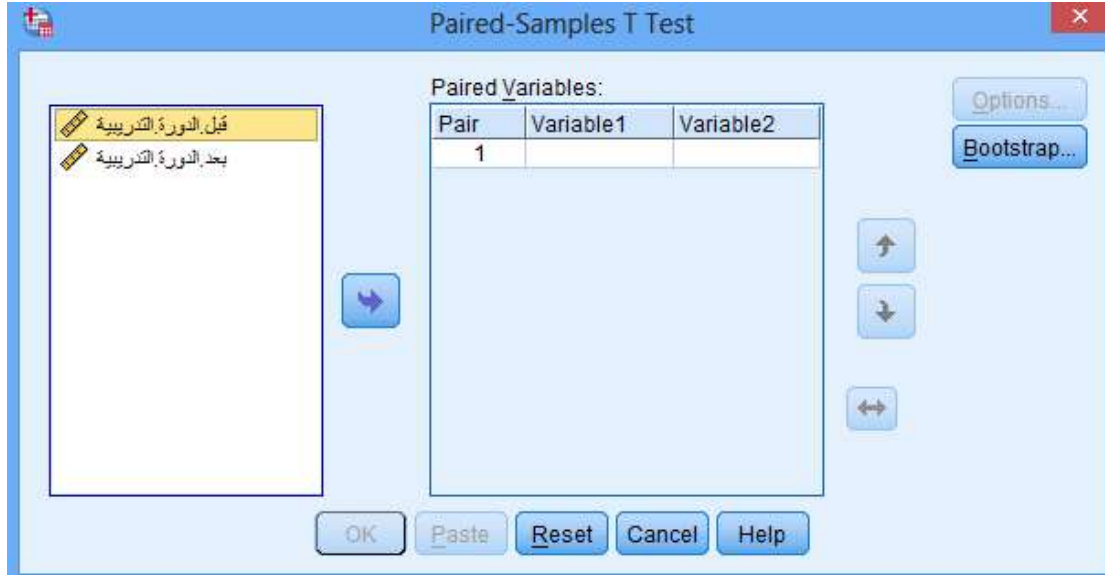 Paired-Samples T Test
Paired Variables:
قبل.الدورة.التدريبية
بعد.الدورة.التدريبية
Pair Variable1 Variable2
1
Options...
Bootstrap...
OK Paste Reset Cancel Help